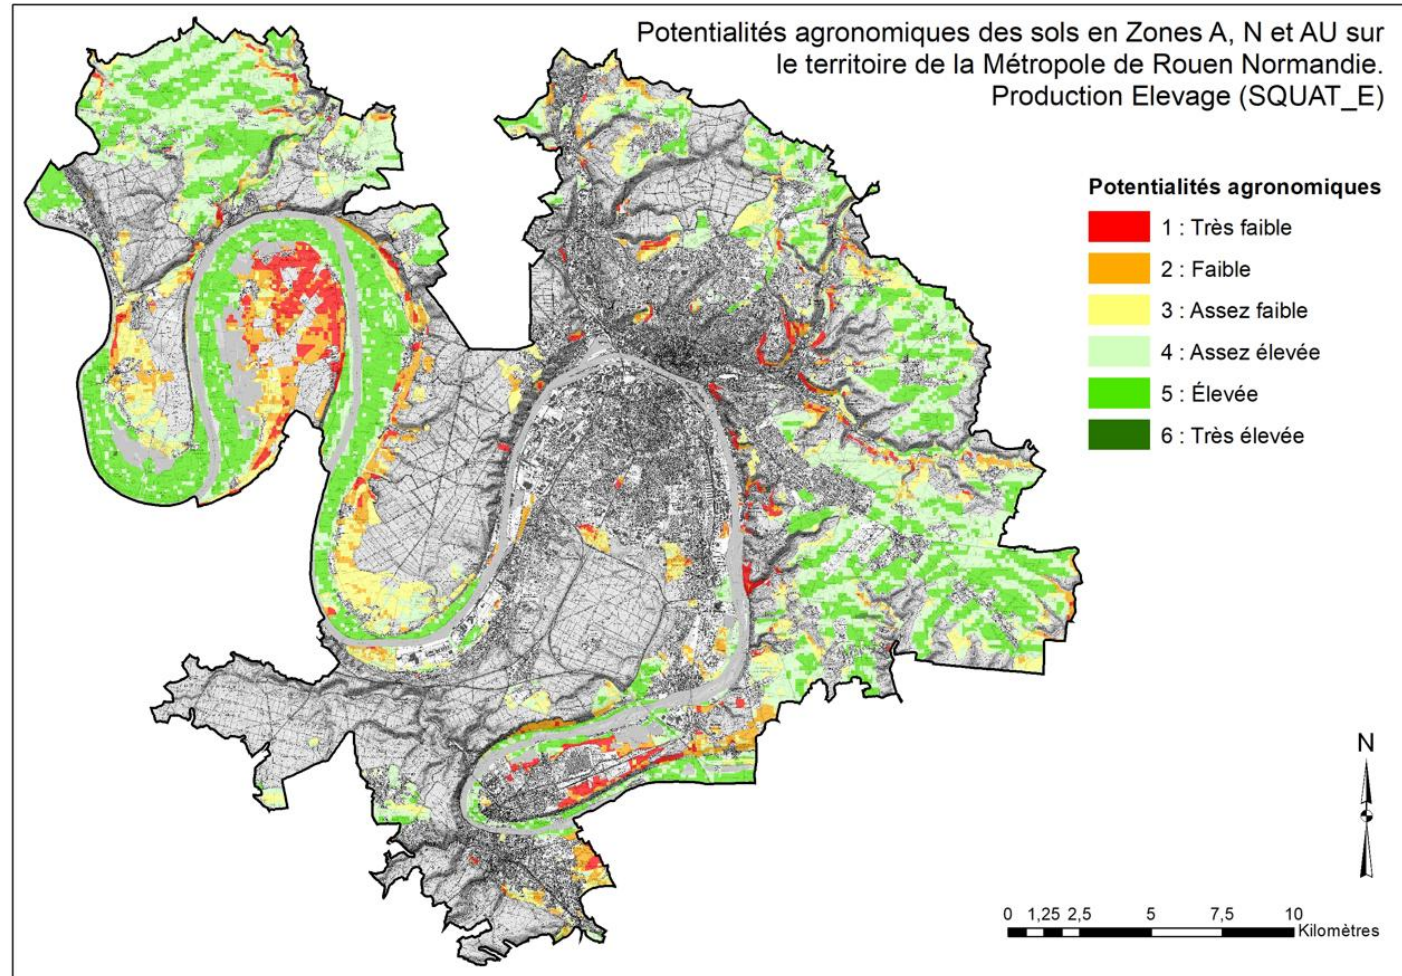 Potentialités agronomiques des sols en Zones A, N et AU sur
le territoire de la Métropole de Rouen Normandie.
Production Elevage (SQUAT_E)
Potentialités agronomiques
1 : Très faible
2 : Faible
3 : Assez faible
4 : Assez élevée
5 : Élevée
6 : Très élevée
N
0 1,25 2,5 5 7,5 10
Kilomètres